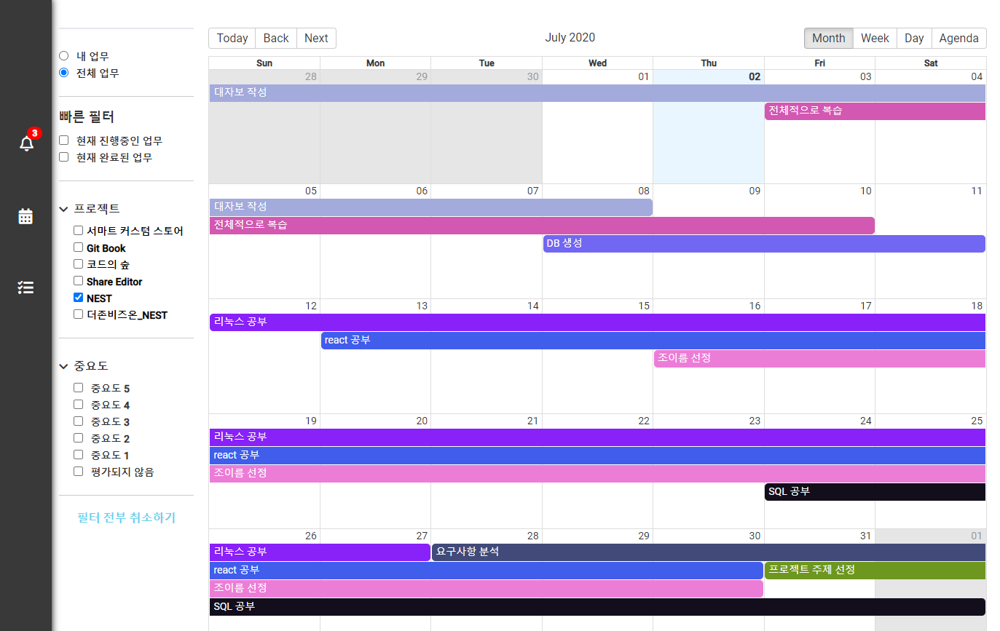 3
내 업무
전체 업무
빠른 필터
현재 진행중인 업무
현재 완료된 업무
프로젝트
서마트 커스텀 스토어
Git Book
코드의 숲
Share Editor
NEST
더존비즈온_NEST
중요도
중요도 5
중요도 4
중요도 3
중요도 2
중요도 1
평가되지 않음
필터 전부 취소하기
Today Back Next July 2020 Month Week Day Agenda
Sun Mon Tue Wed Thu Fri Sat
28 29 30 01 02 03 04
대자보 작성
전체적으로 복습
05 06 07 08 09 10 11
대자보 작성
전체적으로 복습
DB 생성
12 13 14 15 16 17 18
리눅스 공부
react 공부
조이름 선정
19 20 21 22 23 24 25
리눅스 공부
react 공부
조이름 선정
SQL 공부
26 27 28 29 30 31 01
리눅스 공부 요구사항 분석
react 공부 프로젝트 주제 선정
조이름 선정
SQL 공부